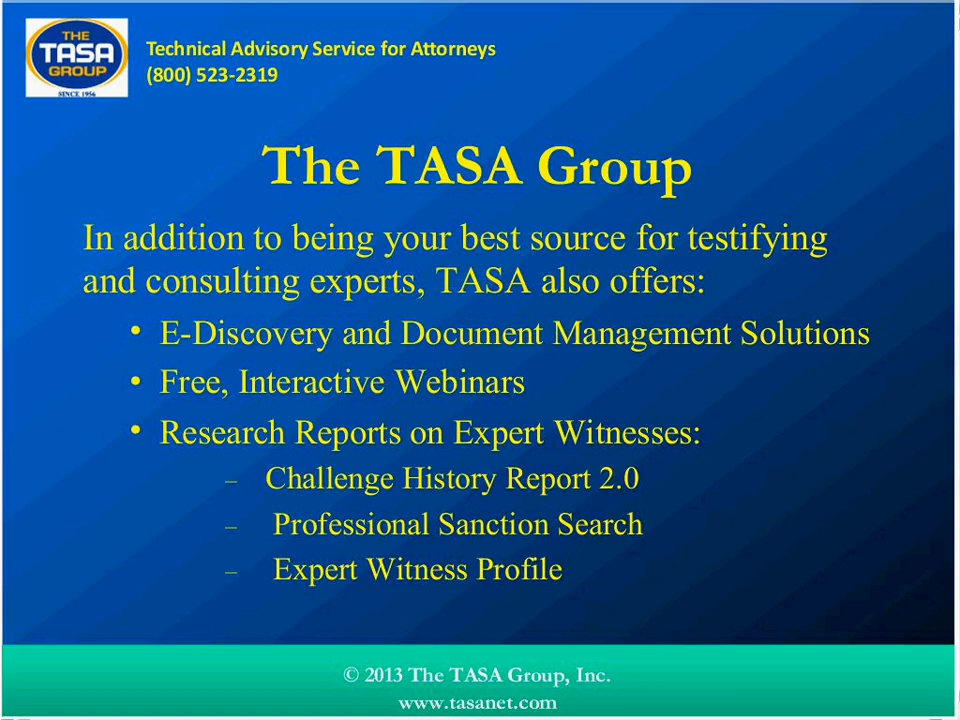 THE
TASA
GROUP
SINCE 1956
Technical Advisory Service for Attorneys
(800) 523-2319
The TASA Group
In addition to being your best source for testifying
and consulting experts, TASA also offers:
• E-Discovery and Document Management Solutions
• Free, Interactive Webinars
• Research Reports on Expert Witnesses:
– Challenge History Report 2.0
– Professional Sanction Search
– Expert Witness Profile
© 2013 The TASA Group, Inc.
www.tasanet.com